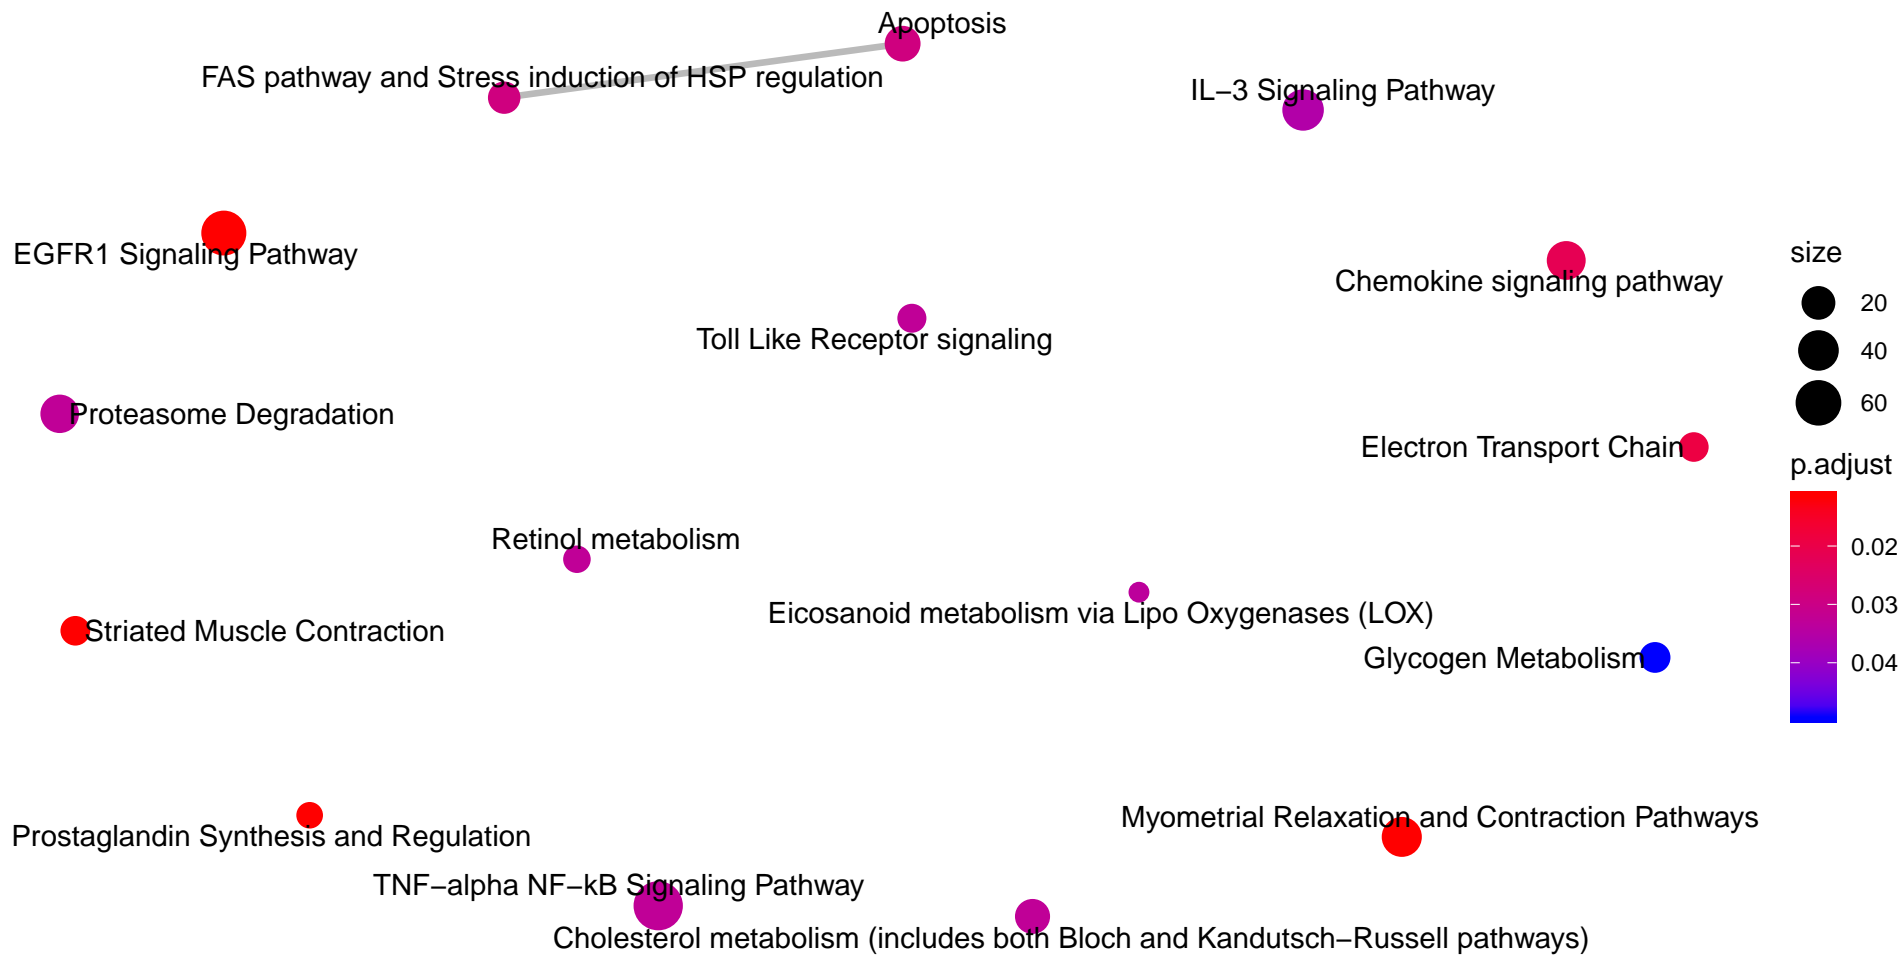 Apoptosis
FAS pathway and Stress induction of HSP regulation
IL−3 Signaling Pathway
EGFR1 Signaling Pathway
Chemokine signaling pathway
Toll Like Receptor signaling
Proteasome Degradation
Electron Transport Chain
Retinol metabolism
Eicosanoid metabolism via Lipo Oxygenases (LOX)
Striated Muscle Contraction
Glycogen Metabolism
Prostaglandin Synthesis and Regulation
Myometrial Relaxation and Contraction Pathways
TNF−alpha NF−kB Signaling Pathway
Cholesterol metabolism (includes both Bloch and Kandutsch−Russell pathways)
size
20
40
60
p.adjust
0.02
0.03
0.04